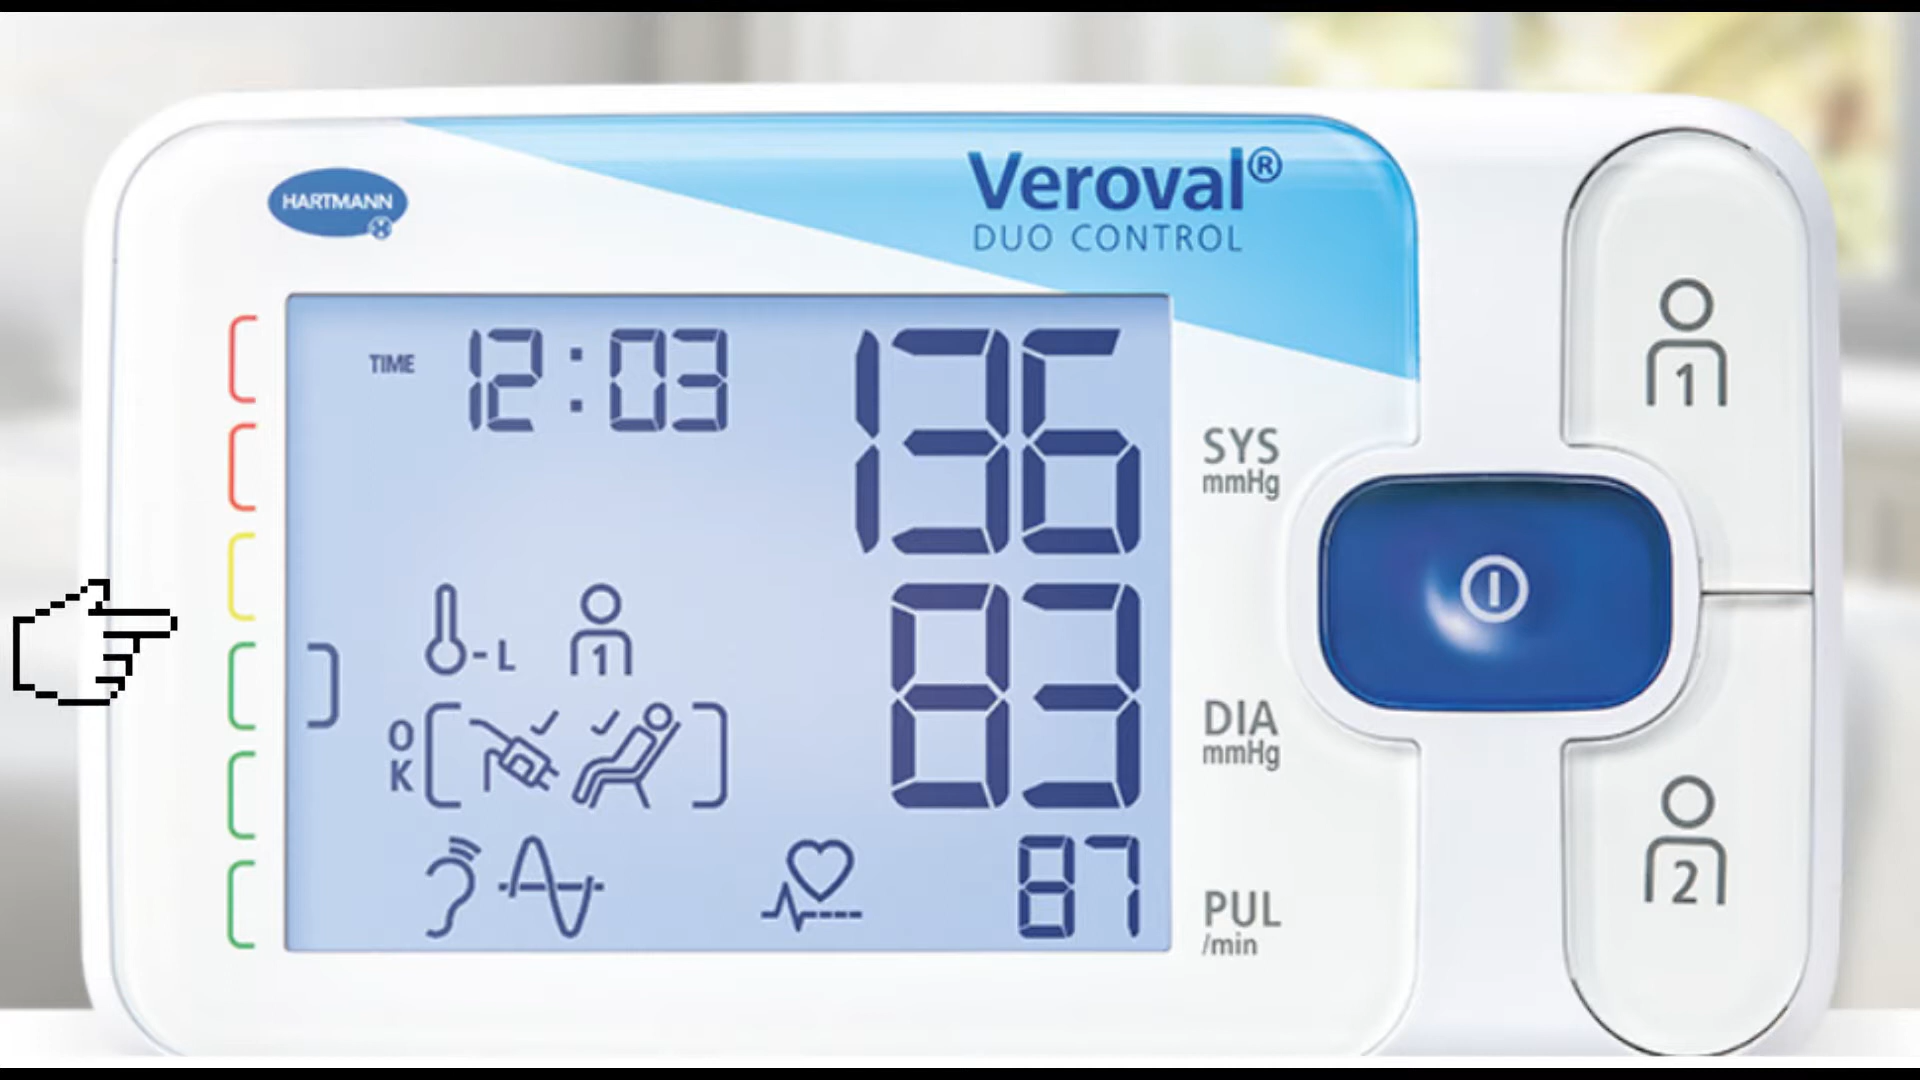 HARTMANN
Veroval®
DUO CONTROL
TIME 12:03
136
SYS
mmHg
-L
1
83
DIA
mmHg
O
K
87
PUL
/min
1
2